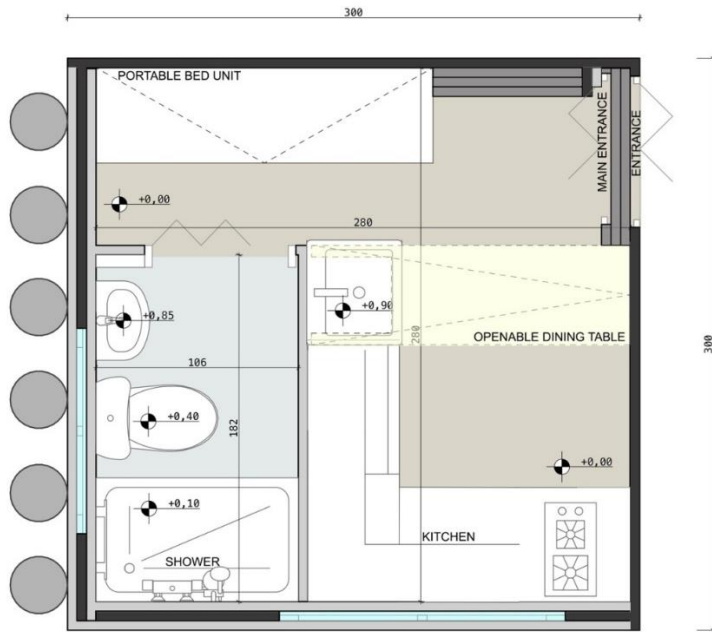 300
PORTABLE BED UNIT
MAIN ENTRANCE
ENTRANCE
+0,00
280
+0,85
+0,90
OPENABLE DINING TABLE
280
300
106
182
+0,40
+0,00
+0,10
KITCHEN
SHOWER